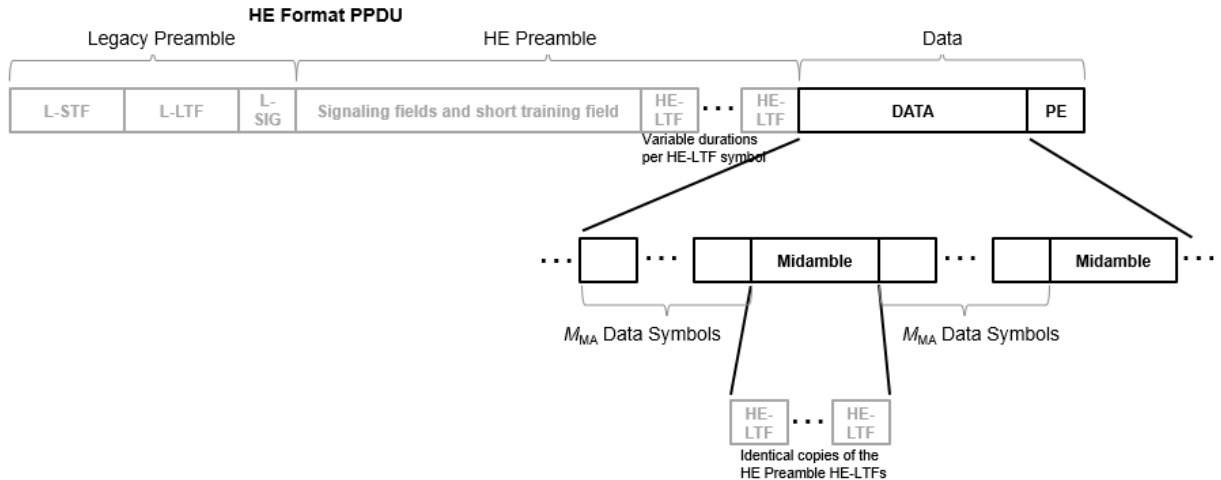 HE Format PPDU
Legacy Preamble
HE Preamble
Data
L-STF
L-LTF
L-
SIG
Signaling fields and short training field
HE-
LTF
...
HE-
LTF
DATA
PE
Variable durations
per HE-LTF symbol
...
...
Midamble
...
Midamble
...
M_MA Data Symbols
M_MA Data Symbols
HE-
LTF
...
HE-
LTF
Identical copies of the
HE Preamble HE-LTFs